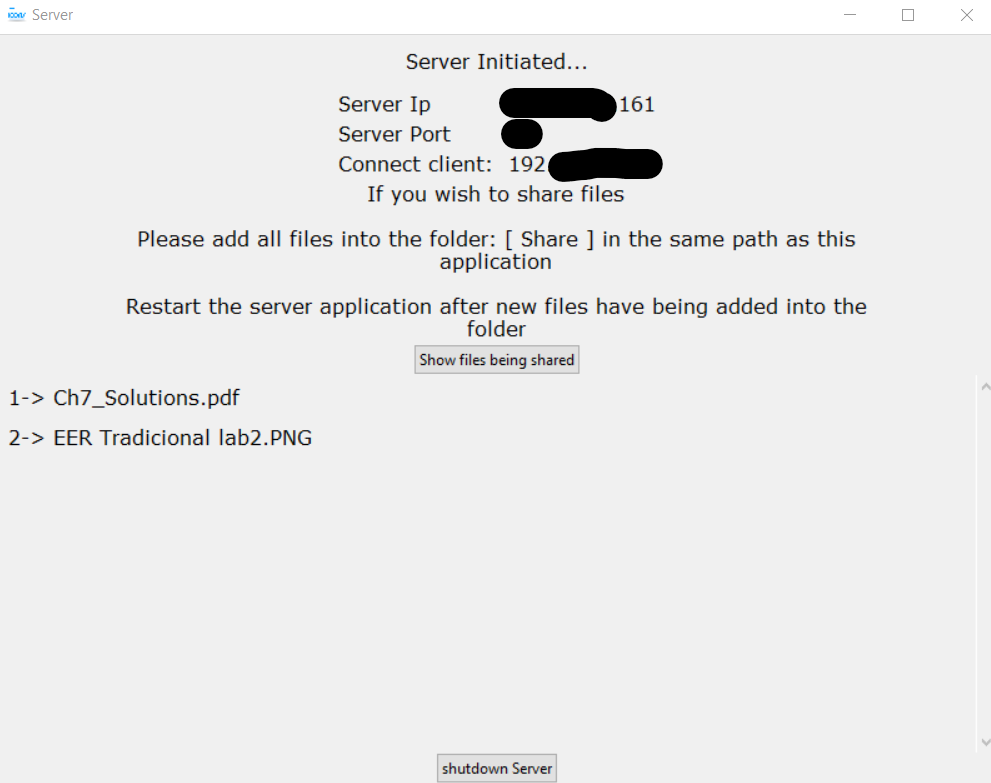 Server
Server Initiated...
Server Ip 161
Server Port
Connect client: 192
If you wish to share files
Please add all files into the folder: [ Share ] in the same path as this
application
Restart the server application after new files have being added into the
folder
Show files being shared
1-> Ch7_Solutions.pdf
2-> EER Tradicional lab2.PNG
shutdown Server